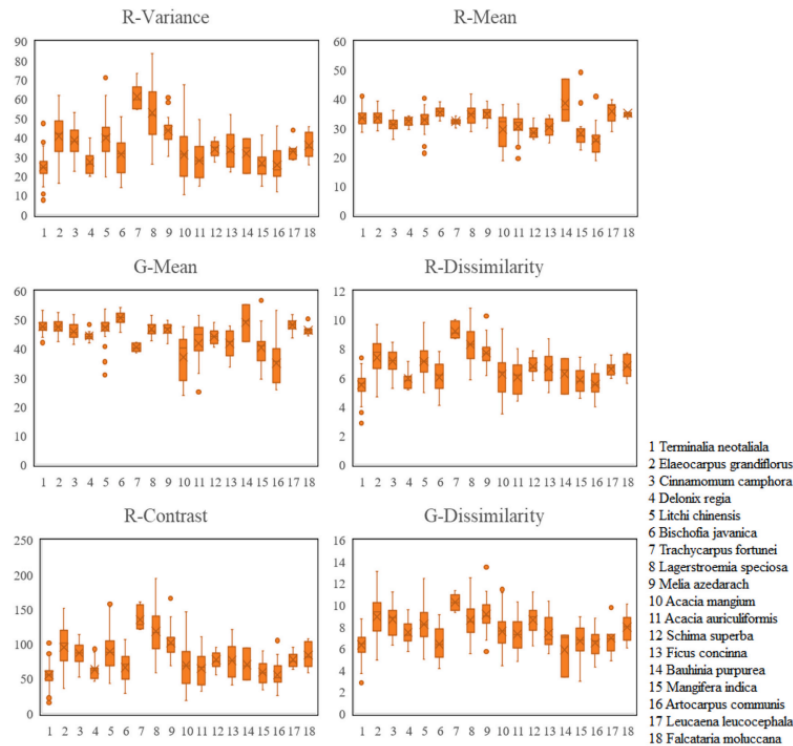 R-Variance
90
80
70
60
50
40
30
20
10
0
1 2 3 4 5 6 7 8 9 10 11 12 13 14 15 16 17 18
R-Mean
60
50
40
30
20
10
0
1 2 3 4 5 6 7 8 9 10 11 12 13 14 15 16 17 18
G-Mean
60
50
40
30
20
10
0
1 2 3 4 5 6 7 8 9 10 11 12 13 14 15 16 17 18
R-Dissimilarity
12
10
8
6
4
2
0
1 2 3 4 5 6 7 8 9 10 11 12 13 14 15 16 17 18
R-Contrast
250
200
150
100
50
0
1 2 3 4 5 6 7 8 9 10 11 12 13 14 15 16 17 18
G-Dissimilarity
16
14
12
10
8
6
4
2
0
1 2 3 4 5 6 7 8 9 10 11 12 13 14 15 16 17 18
1 Terminalia neotaliala
2 Elaeocarpus grandiflorus
3 Cinnamomum camphora
4 Delonix regia
5 Litchi chinensis
6 Bischofia javanica
7 Trachycarpus fortunei
8 Lagerstroemia speciosa
9 Melia azedarach
10 Acacia mangium
11 Acacia auriculiformis
12 Schima superba
13 Ficus concinna
14 Bauhinia purpurea
15 Mangifera indica
16 Artocarpus communis
17 Leucaena leucocephala
18 Falcataria moluccana